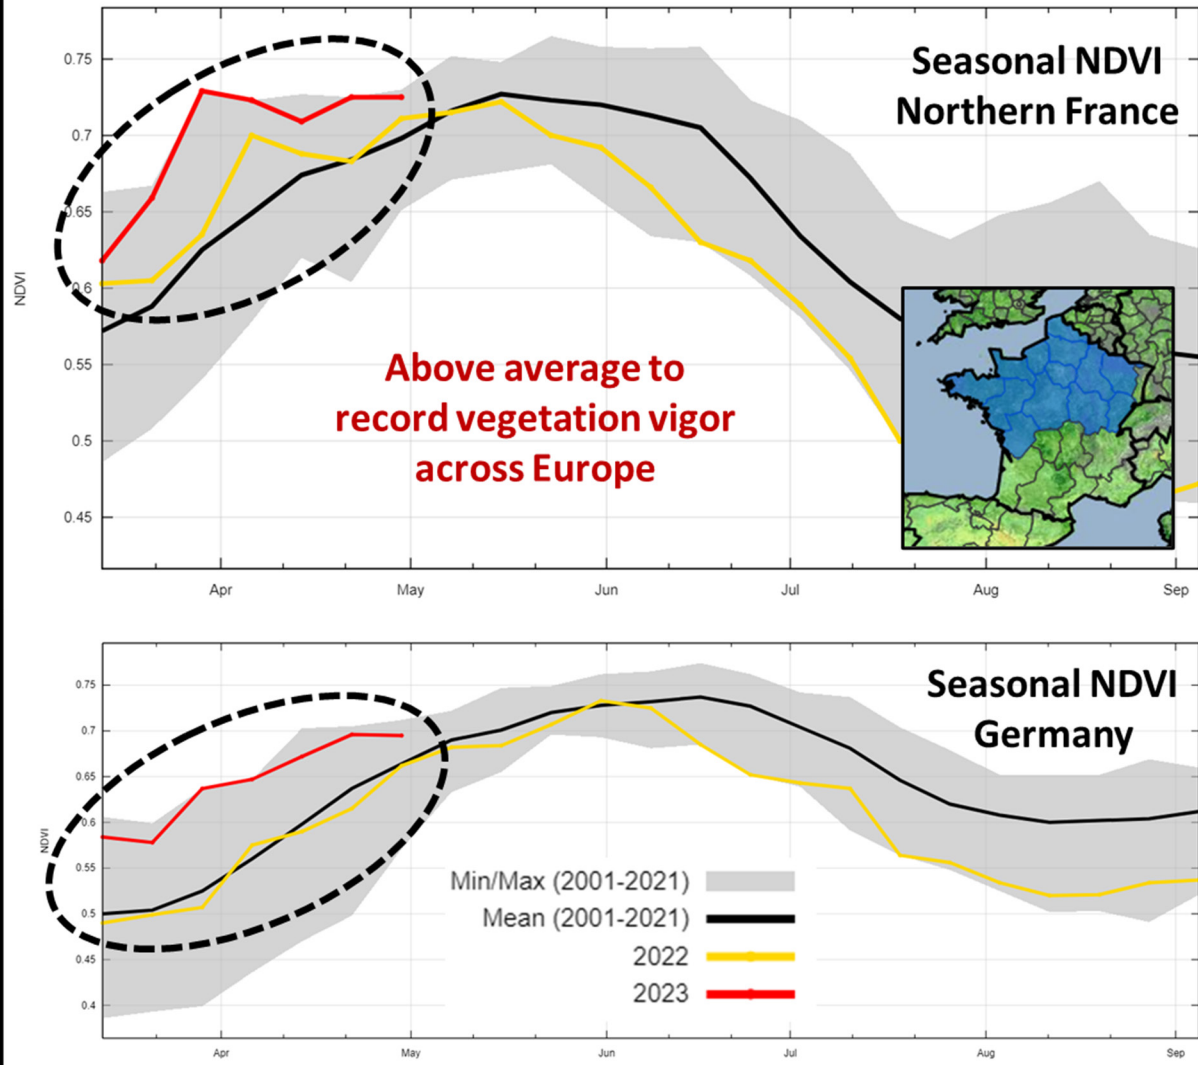 Seasonal NDVI
Northern France
0.75
0.7
0.65
0.6
0.55
0.5
0.45
NDVI
Above average to
record vegetation vigor
across Europe
Apr May Jun Jul Aug Sep
Seasonal NDVI
Germany
0.75
0.7
0.65
0.6
0.55
0.5
0.45
0.4
NDVI
Min/Max (2001-2021)
Mean (2001-2021)
2022
2023
Apr May Jun Jul Aug Sep